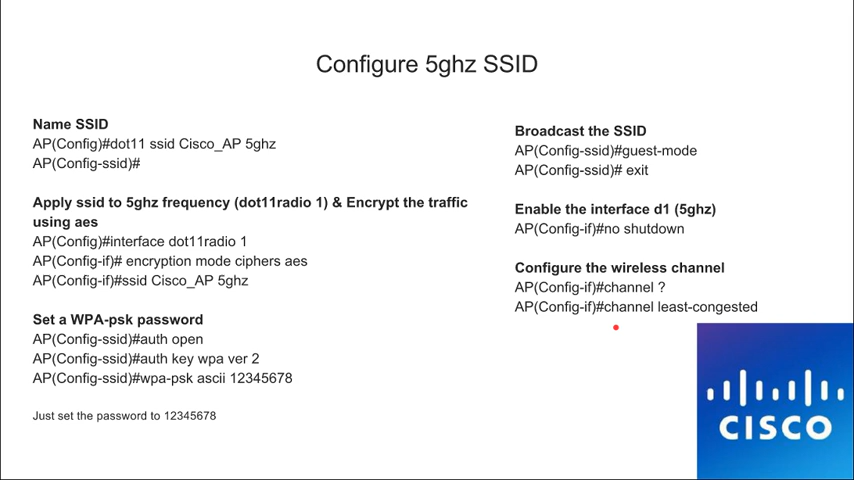 Configure 5ghz SSID
Name SSID
AP(Config)#dot11 ssid Cisco_AP 5ghz
AP(Config-ssid)#
Apply ssid to 5ghz frequency (dot11radio 1) & Encrypt the traffic
using aes
AP(Config)#interface dot11radio 1
AP(Config-if)# encryption mode ciphers aes
AP(Config-if)#ssid Cisco_AP 5ghz
Set a WPA-psk password
AP(Config-ssid)#auth open
AP(Config-ssid)#auth key wpa ver 2
AP(Config-ssid)#wpa-psk ascii 12345678
Just set the password to 12345678
Broadcast the SSID
AP(Config-ssid)#guest-mode
AP(Config-ssid)# exit
Enable the interface d1 (5ghz)
AP(Config-if)#no shutdown
Configure the wireless channel
AP(Config-if)#channel ?
AP(Config-if)#channel least-congested
CISCO